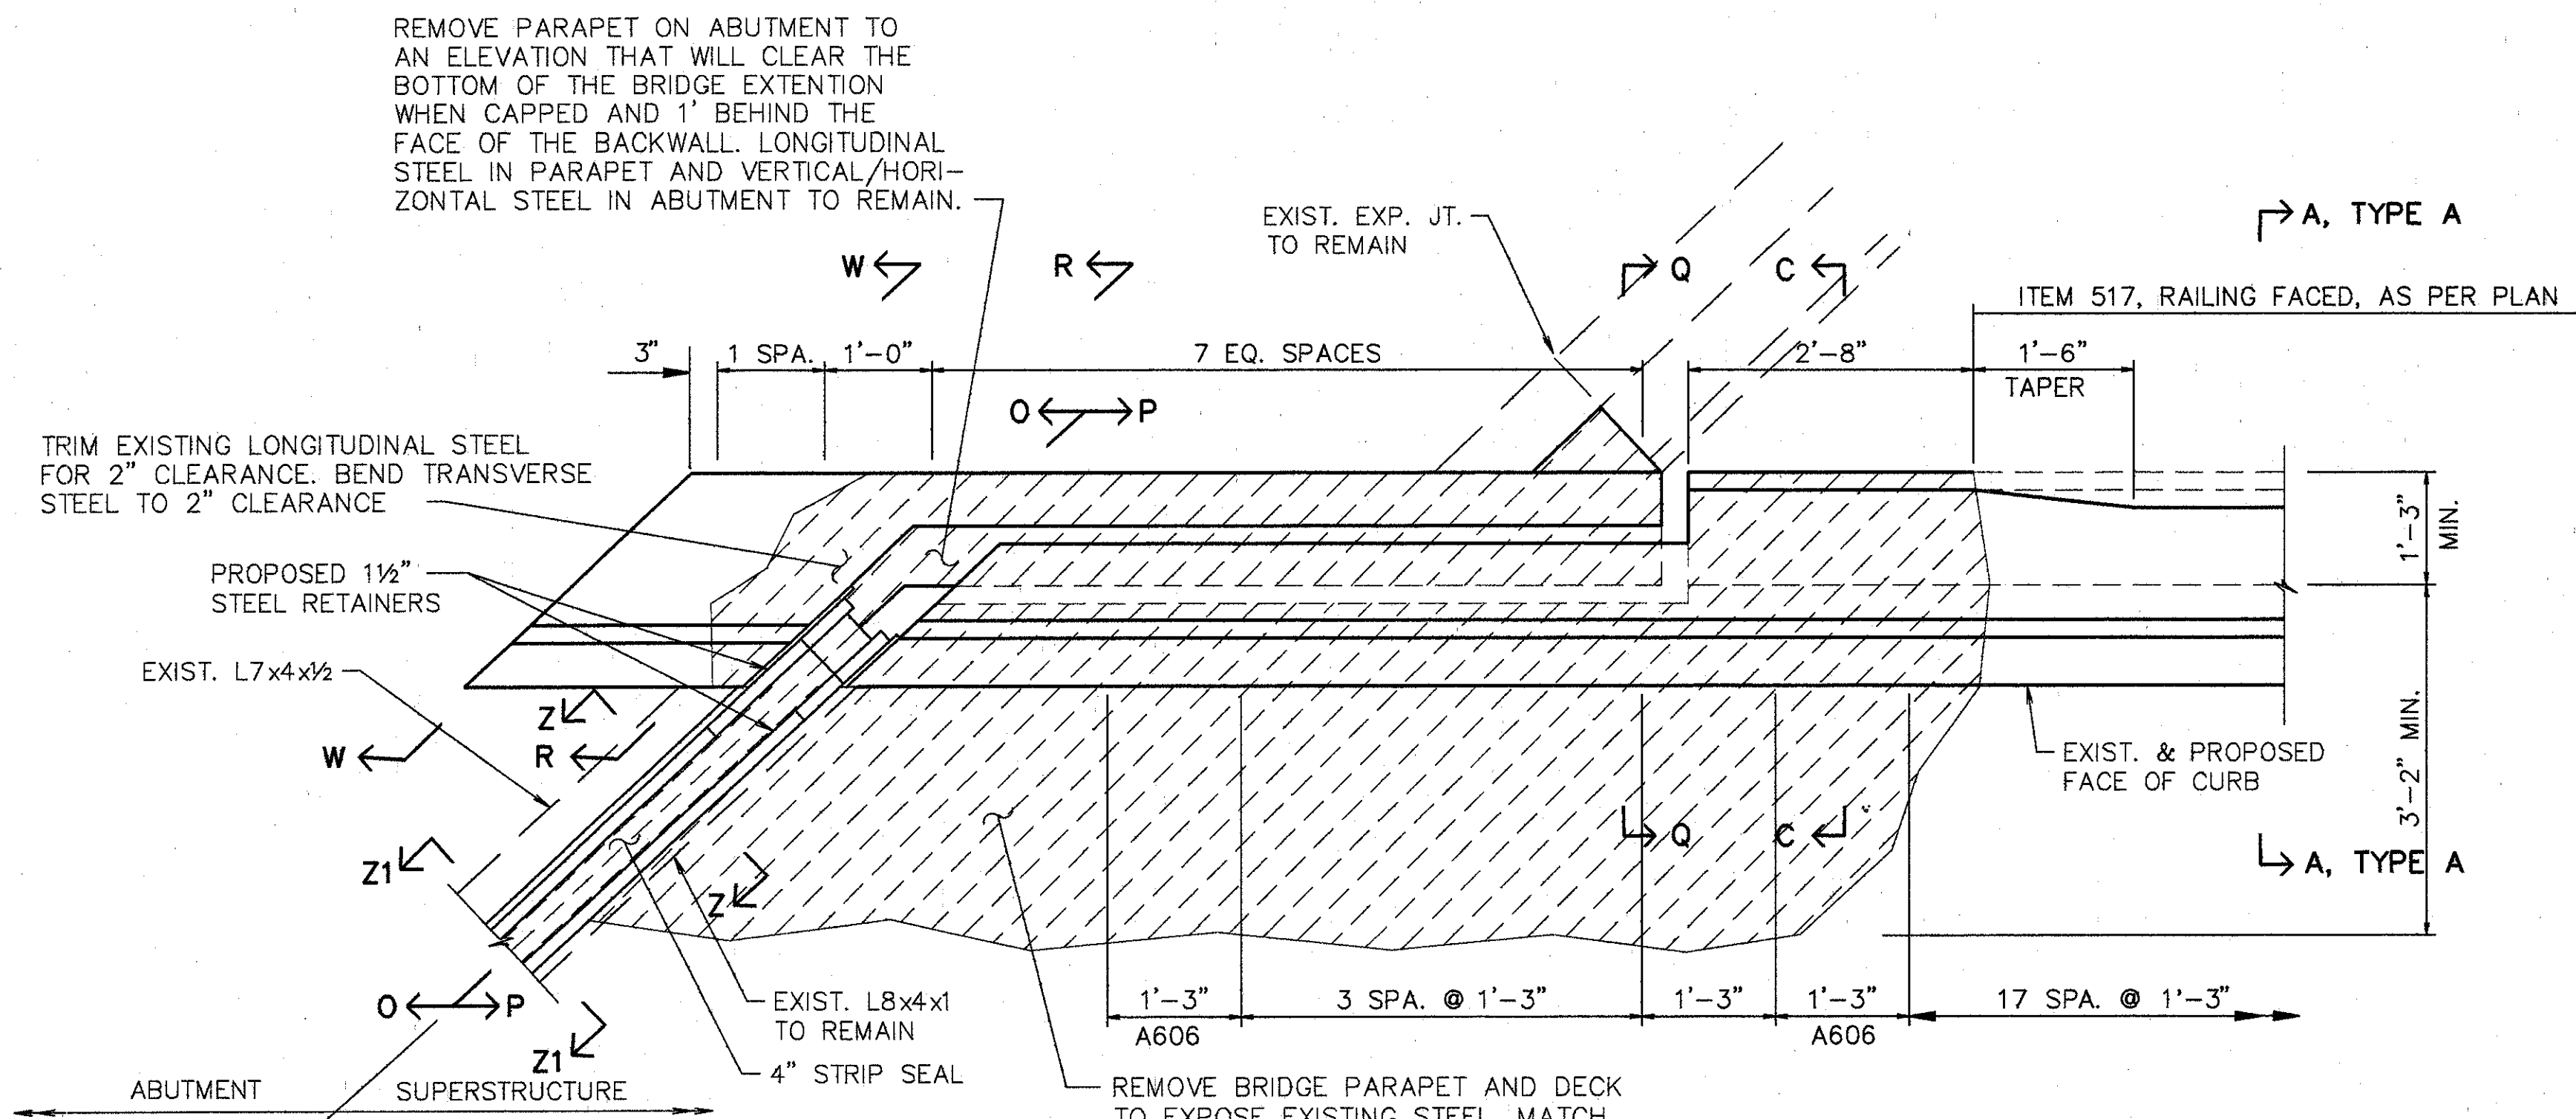 REMOVE PARAPET ON ABUTMENT TO
AN ELEVATION THAT WILL CLEAR THE
BOTTOM OF THE BRIDGE EXTENTION
WHEN CAPPED AND 1' BEHIND THE
FACE OF THE BACKWALL. LONGITUDINAL
STEEL IN PARAPET AND VERTICAL/HORI-
ZONTAL STEEL IN ABUTMENT TO REMAIN.
EXIST. EXP. JT.
TO REMAIN
A, TYPE A
W
R
Q
C
ITEM 517, RAILING FACED, AS PER PLAN
3"
1 SPA.
1'-0"
7 EQ. SPACES
2'-8"
1'-6"
TAPER
O
P
TRIM EXISTING LONGITUDINAL STEEL
FOR 2" CLEARANCE. BEND TRANSVERSE
STEEL TO 2" CLEARANCE
1'-3"
MIN.
PROPOSED 1½"
STEEL RETAINERS
EXIST. L7x4x½
Z
W
R
EXIST. & PROPOSED
FACE OF CURB
3'-2" MIN.
Q
C
Z1
A, TYPE A
Z
O
P
EXIST. L8x4x1
TO REMAIN
1'-3"
A606
3 SPA. @ 1'-3"
1'-3"
1'-3"
A606
17 SPA. @ 1'-3"
Z1
4" STRIP SEAL
ABUTMENT
SUPERSTRUCTURE
REMOVE BRIDGE PARAPET AND DECK
TO EXPOSE EXISTING STEEL. MATCH